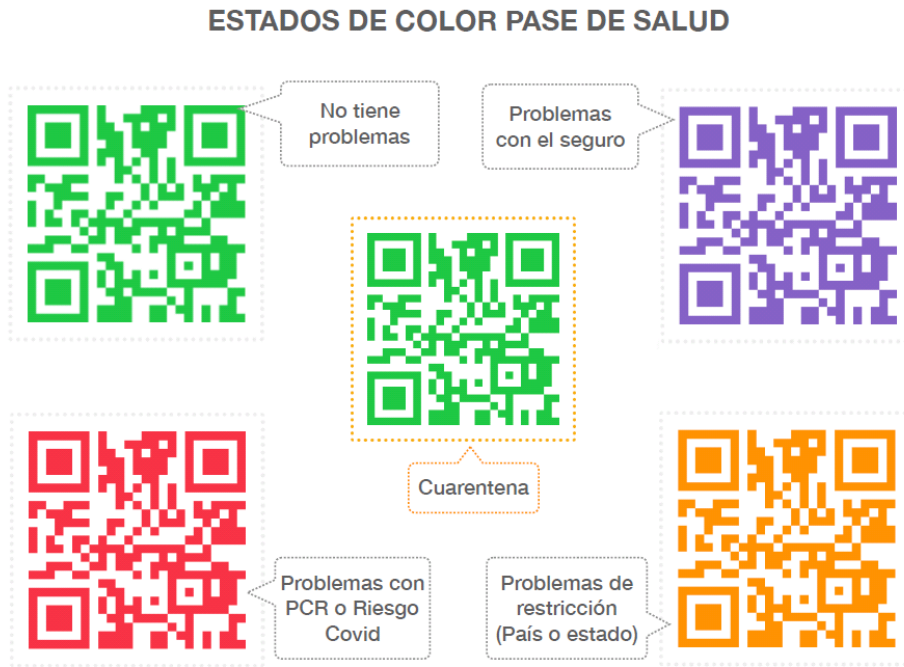 ESTADOS DE COLOR PASE DE SALUD
No tiene
problemas
Problemas
con el seguro
Cuarentena
Problemas con
PCR o Riesgo
Covid
Problemas de
restricción
(País o estado)